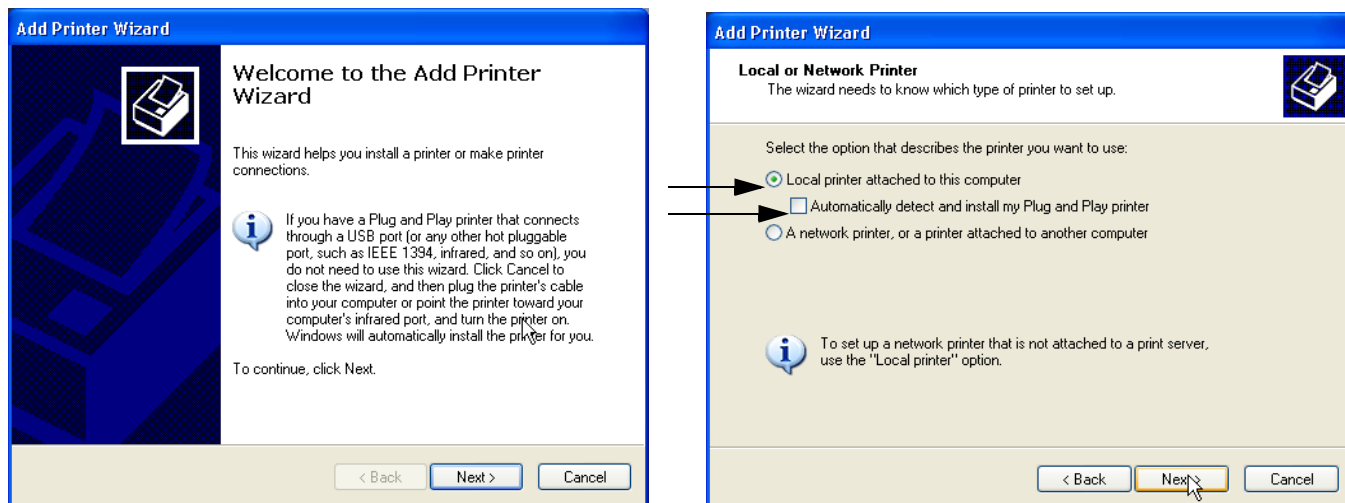 Add Printer Wizard
Welcome to the Add Printer
Wizard
This wizard helps you install a printer or make printer
connections.
If you have a Plug and Play printer that connects
through a USB port (or any other hot pluggable
port, such as IEEE 1394, infrared, and so on), you
do not need to use this wizard. Click Cancel to
close the wizard, and then plug the printer's cable
into your computer or point the printer toward your
computer's infrared port, and turn the printer on.
Windows will automatically install the printer for you.
To continue, click Next.
< Back
Next >
Cancel
Add Printer Wizard
Local or Network Printer
The wizard needs to know which type of printer to set up.
Select the option that describes the printer you want to use:
Local printer attached to this computer
Automatically detect and install my Plug and Play printer
A network printer, or a printer attached to another computer
To set up a network printer that is not attached to a print server,
use the "Local printer" option.
< Back
Next >
Cancel